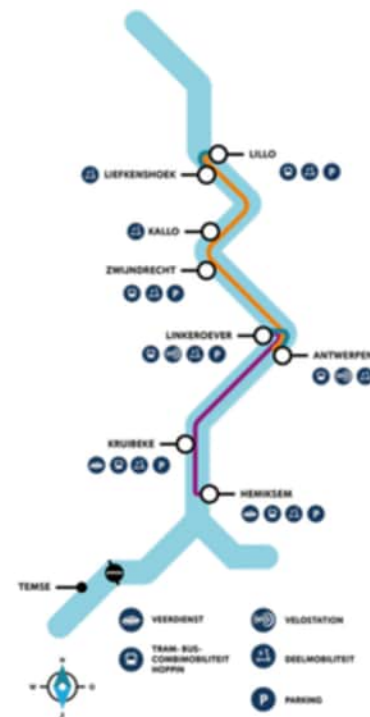 LILLO
LIEFKENSHOEK
P
KALLO
ZWIJNDRECHT
P
LINKEROEVER
P
ANTWERPEN
KRUIBEKE
P
HEMIKSEM
P
TEMSE
VEERDIENST
VELOSTATION
TRAM- BUS-
COMBIMOBILITEIT
HOPPIN
DEELMOBILITEIT
P PARKING
N
W O
Z